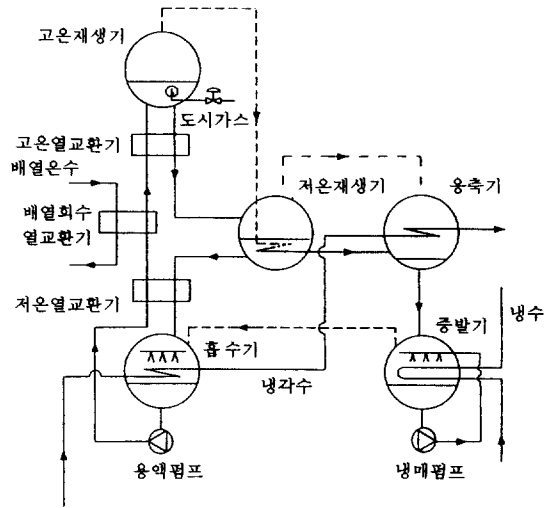 고온재생기
도시가스
고온열교환기
배열온수
저온재생기
응축기
배열회수
열교환기
저온열교환기
흡수기
증발기
냉수
냉각수
용액펌프
냉매펌프